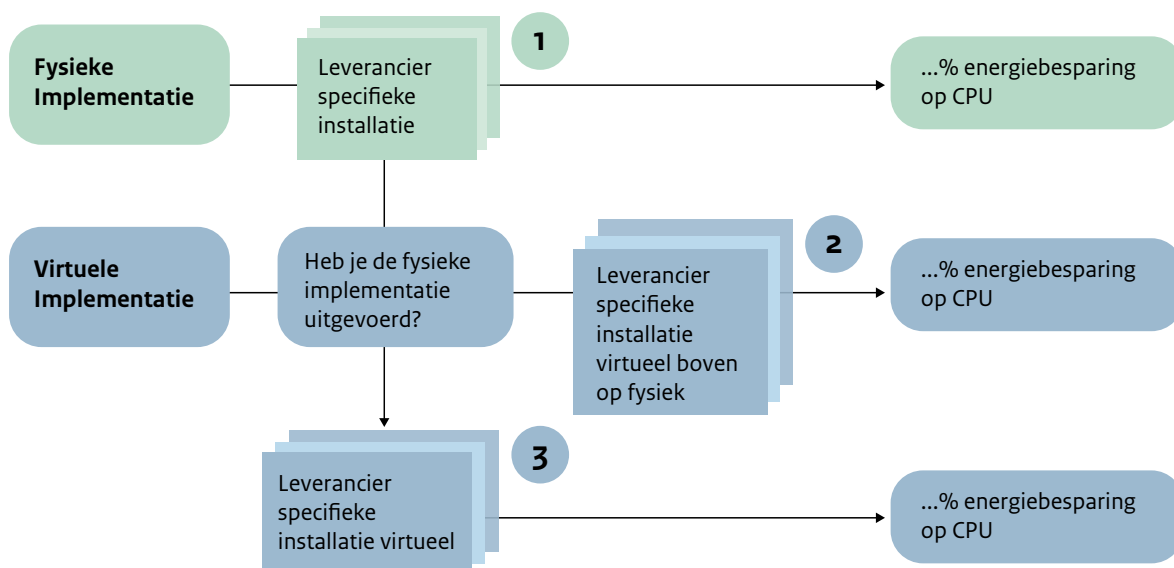 Fysieke
Implementatie
Leverancier
specifieke
installatie
1
...% energiebesparing
op CPU
Virtuele
Implementatie
Heb je de fysieke
implementatie
uitgevoerd?
Leverancier
specifieke
installatie
virtueel boven
op fysiek
2
...% energiebesparing
op CPU
Leverancier
specifieke
installatie virtueel
3
...% energiebesparing
op CPU